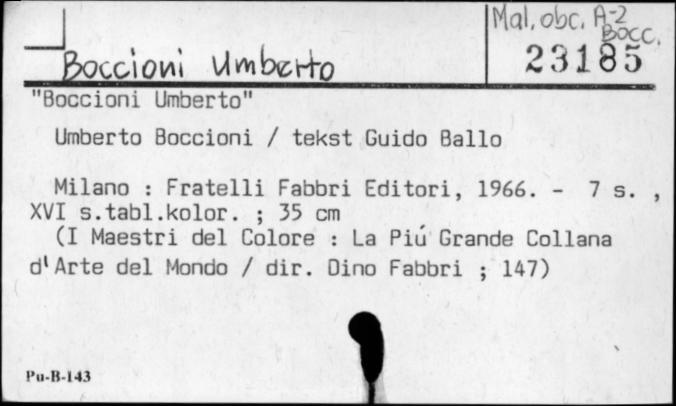 Mal. obc. A-2
Bocc.
Boccioni Umberto
23185
"Boccioni Umberto"
Umberto Boccioni / tekst Guido Ballo
Milano : Fratelli Fabbri Editori, 1966. - 7 s. ,
XVI s.tabl.kolor. ; 35 cm
(I Maestri del Colore : La Piú Grande Collana
d'Arte del Mondo / dir. Dino Fabbri ; 147)
Pu-B-143